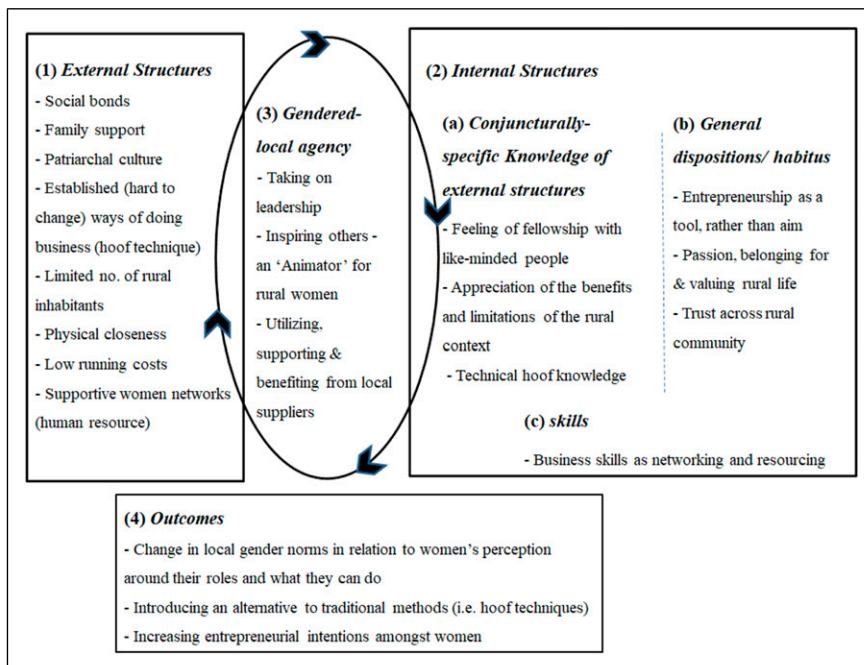 (1) External Structures
- Social bonds
- Family support
- Patriarchal culture
- Established (hard to
change) ways of doing
business (hoof technique)
- Limited no. of rural
inhabitants
- Physical closeness
- Low running costs
- Supportive women networks
(human resource)
(3) Gendered-
local agency
- Taking on
leadership
- Inspiring others -
an ‘Animator’ for
rural women
- Utilizing,
supporting &
benefiting from local
suppliers
(2) Internal Structures
(a) Conjuncturally-
specific Knowledge of
external structures
- Feeling of fellowship with
like-minded people
- Appreciation of the benefits
and limitations of the rural
context
- Technical hoof knowledge
(b) General
dispositions/ habitus
- Entrepreneurship as a
tool, rather than aim
- Passion, belonging for
& valuing rural life
- Trust across rural
community
(c) skills
- Business skills as networking and resourcing
(4) Outcomes
- Change in local gender norms in relation to women’s perception
around their roles and what they can do
- Introducing an alternative to traditional methods (i.e. hoof techniques)
- Increasing entrepreneurial intentions amongst women